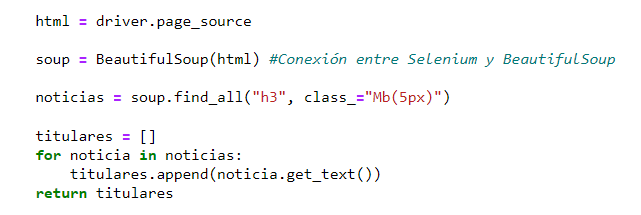 html = driver.page_source
soup = BeautifulSoup(html) #Conexión entre Selenium y BeautifulSoup
noticias = soup.find_all("h3", class_="Mb(5px)")
titulares = []
for noticia in noticias:
    titulares.append(noticia.get_text())
return titulares